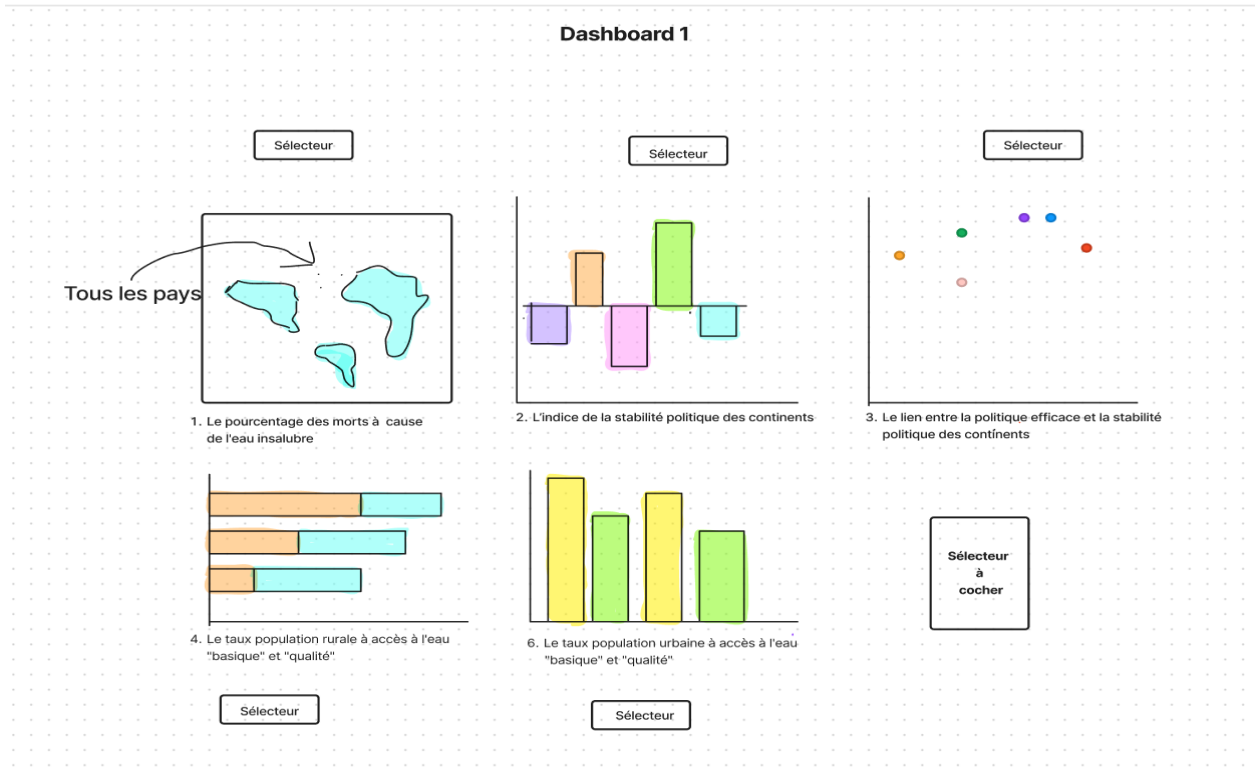 Dashboard 1
Sélecteur
Sélecteur
Sélecteur
Tous les pays
1. Le pourcentage des morts à cause
de l'eau insalubre
2. L'indice de la stabilité politique des continents
3. Le lien entre la politique efficace et la stabilité
politique des continents
Sélecteur
à
cocher
4. Le taux population rurale à accès à l'eau
"basique" et "qualité"
6. Le taux population urbaine à accès à l'eau
"basique" et "qualité"
Sélecteur
Sélecteur